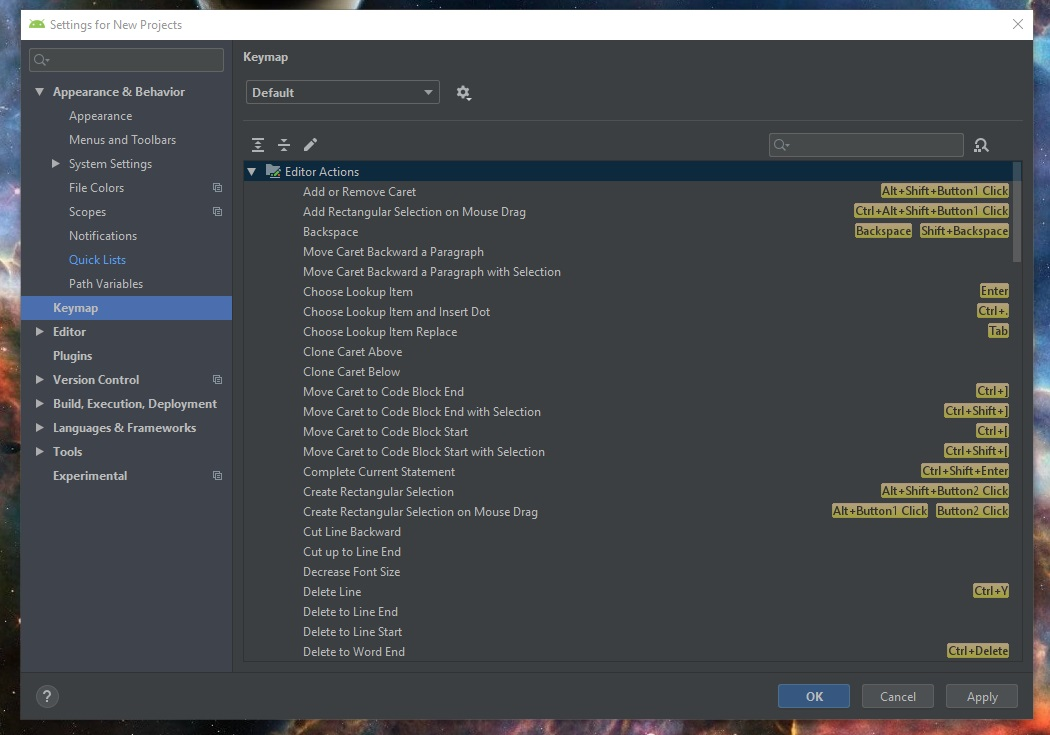 Settings for New Projects
Appearance & Behavior
Appearance
Menus and Toolbars
System Settings
File Colors
Scopes
Notifications
Quick Lists
Path Variables
Keymap
Editor
Plugins
Version Control
Build, Execution, Deployment
Languages & Frameworks
Tools
Experimental
Keymap
Default
Editor Actions
Add or Remove Caret Alt+Shift+Button1 Click
Add Rectangular Selection on Mouse Drag Ctrl+Alt+Shift+Button1 Click
Backspace Backspace Shift+Backspace
Move Caret Backward a Paragraph
Move Caret Backward a Paragraph with Selection
Choose Lookup Item Enter
Choose Lookup Item and Insert Dot Ctrl+.
Choose Lookup Item Replace Tab
Clone Caret Above
Clone Caret Below
Move Caret to Code Block End Ctrl+]
Move Caret to Code Block End with Selection Ctrl+Shift+]
Move Caret to Code Block Start Ctrl+[
Move Caret to Code Block Start with Selection Ctrl+Shift+[
Complete Current Statement Ctrl+Shift+Enter
Create Rectangular Selection Alt+Shift+Button2 Click
Create Rectangular Selection on Mouse Drag Alt+Button1 Click Button2 Click
Cut Line Backward
Cut up to Line End
Decrease Font Size
Delete Line Ctrl+Y
Delete to Line End
Delete to Line Start
Delete to Word End Ctrl+Delete
?
OK Cancel Apply